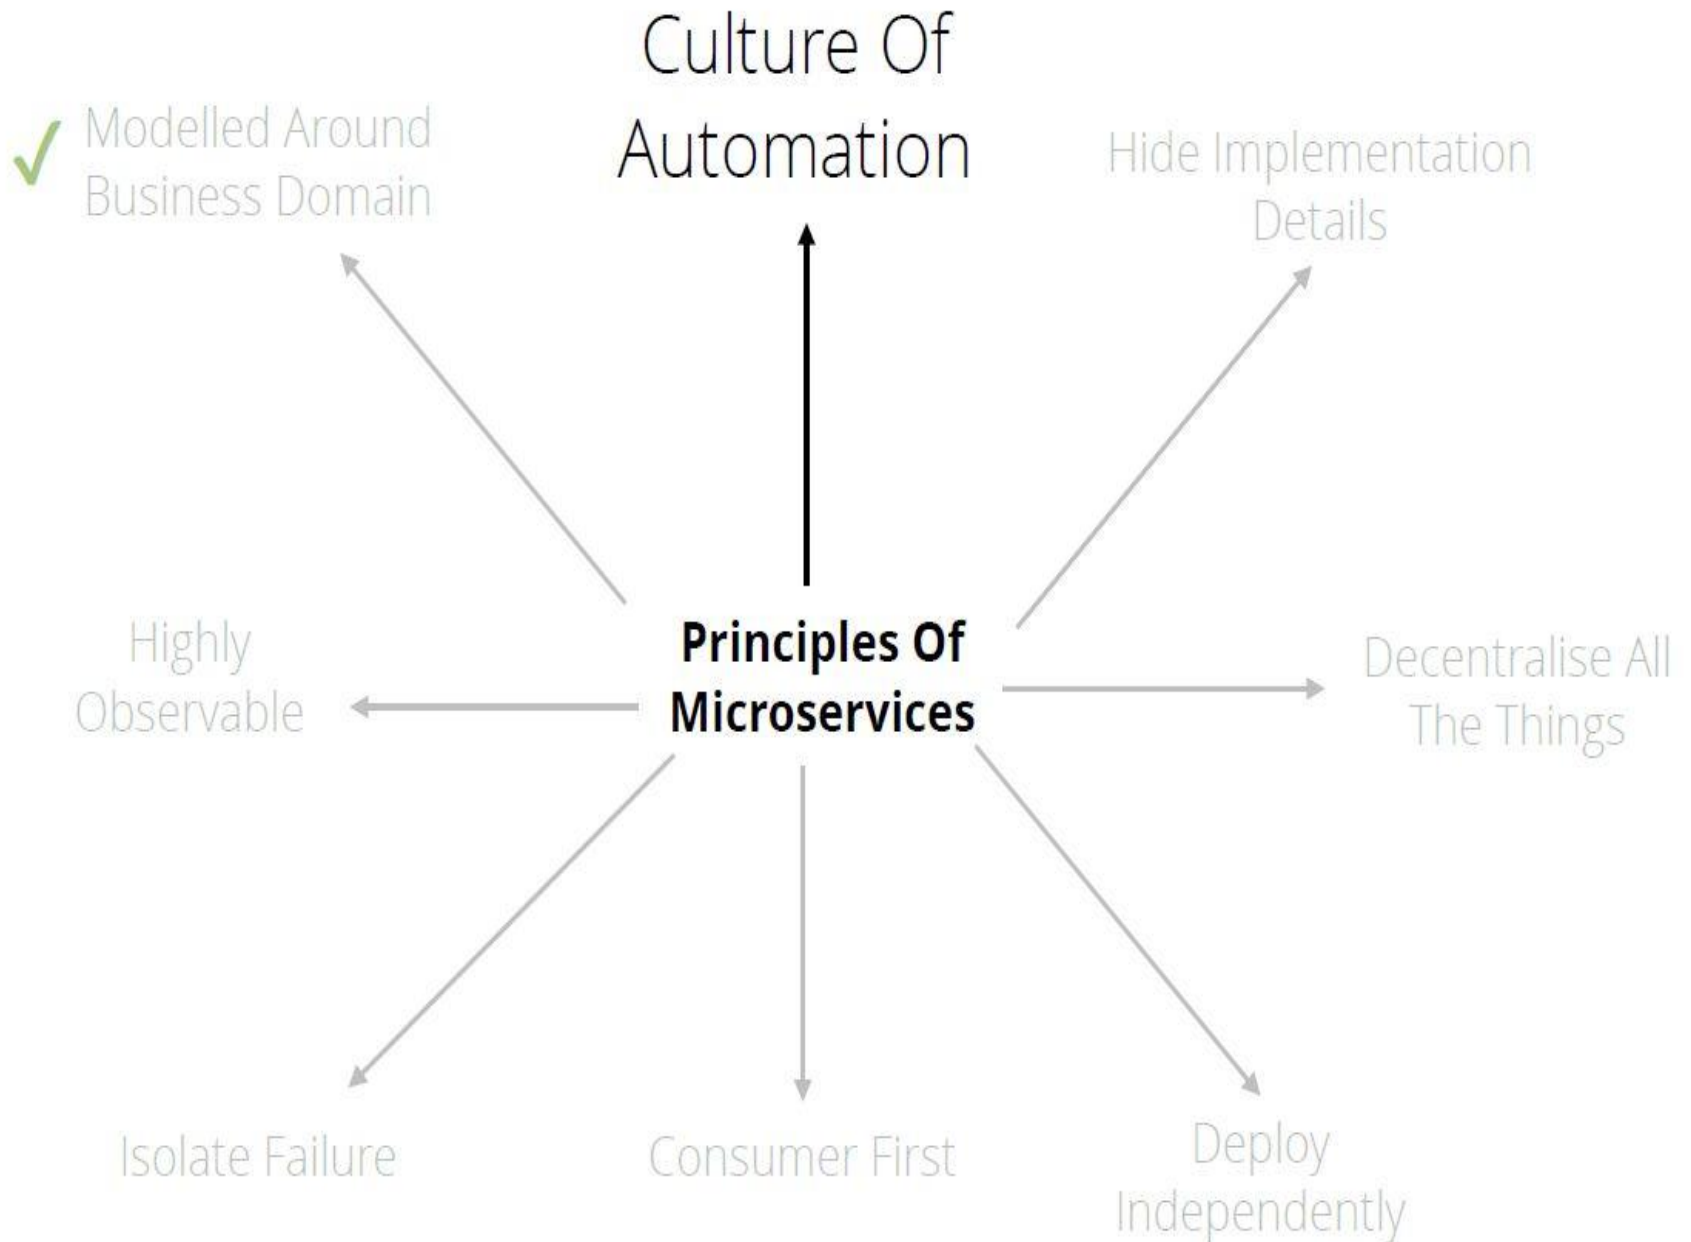 Culture Of
Automation
Modelled Around
Business Domain
Hide Implementation
Details
Highly
Observable
Principles Of
Microservices
Decentralise All
The Things
Isolate Failure
Consumer First
Deploy
Independently